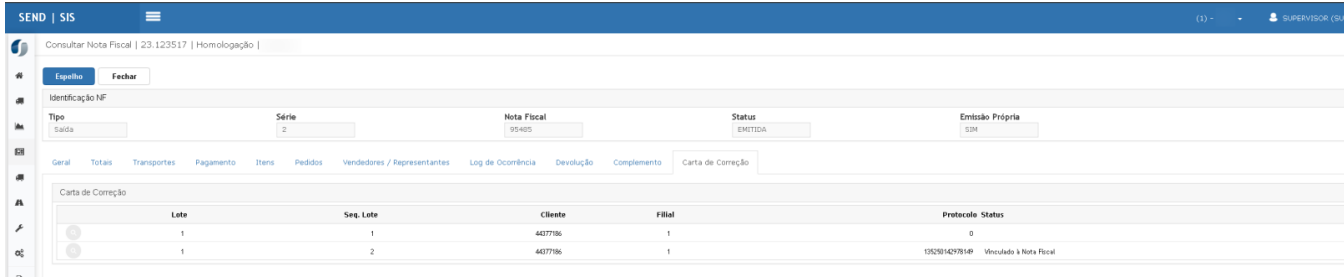 SEND | SIS (1) - SUPERVISOR (SU
Consultar Nota Fiscal | 23.123517 | Homologação |
Espelho Fechar
Identificação NF
Tipo Série Nota Fiscal Status Emissão Própria
Saída 2 95485 EMITIDA SIM
Geral Totais Transportes Pagamento Itens Pedidos Vendedores / Representantes Log de Ocorrência Devolução Complemento Carta de Correção
Carta de Correção
Lote Seq. Lote Cliente Filial Protocolo Status
1 1 44377186 1 0
1 2 44377186 1 135250142978149 Vinculado à Nota Fiscal